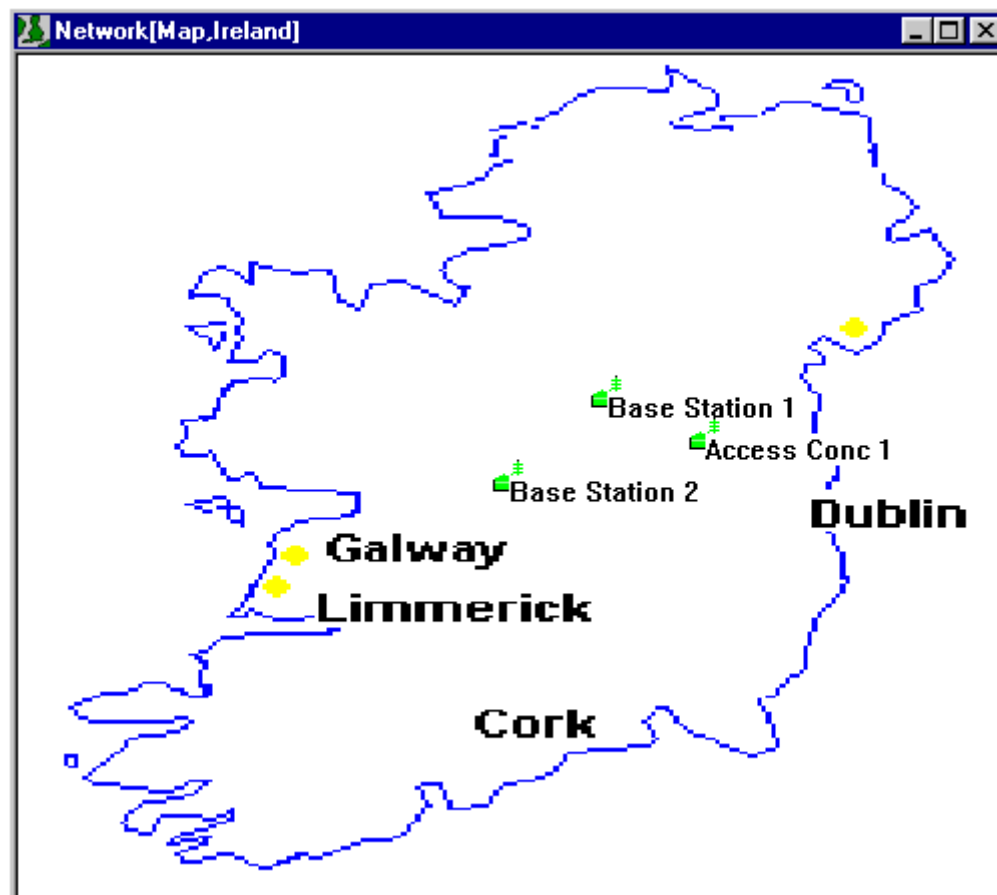 Network[Map,Ireland]
Base Station 1
Access Conc 1
Base Station 2
Dublin
Galway
Limmerick
Cork